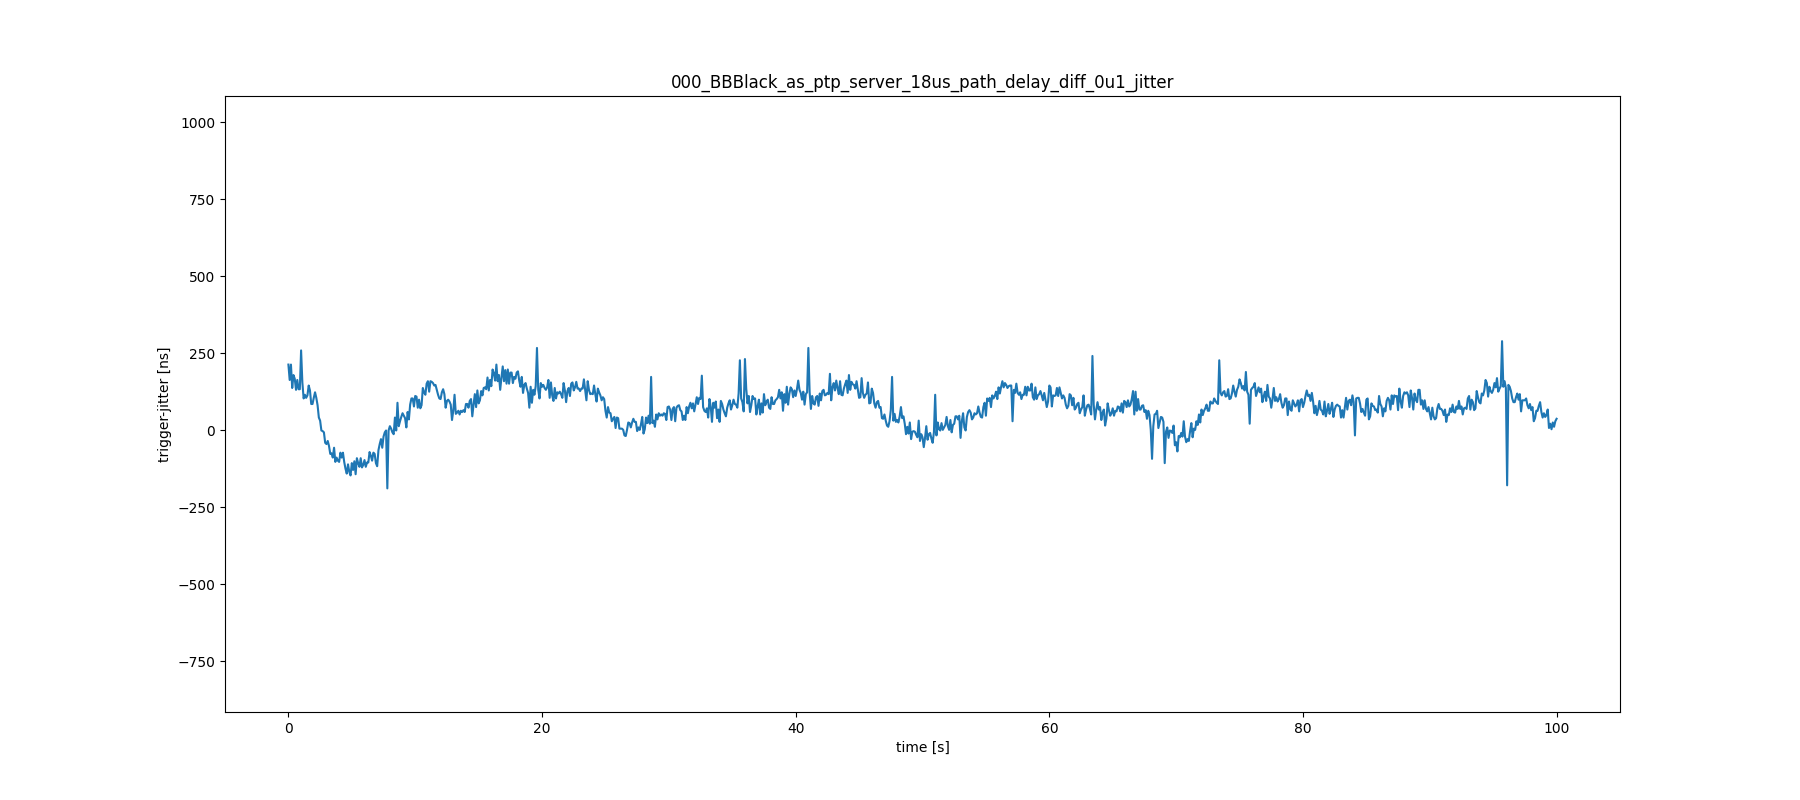 000_BBBlack_as_ptp_server_18us_path_delay_diff_0u1_jitter
1000
750
500
250
0
−250
−500
−750
trigger-jitter [ns]
0 20 40 60 80 100
time [s]